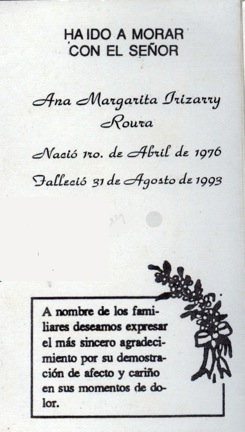 HA IDO A MORAR
CON EL SEÑOR
Ana Margarita Irizarry
Roura
Nació 1ro. de Abril de 1976
Falleció 31 de Agosto de 1993
A nombre de los fami-
liares deseamos expresar
el más sincero agradeci-
miento por su demostra-
ción de afecto y cariño
en sus momentos de do-
lor.